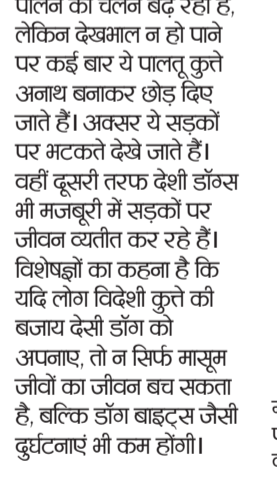 पालन का चलन बढ़ रहा है,
लेकिन देखभाल न हो पाने
पर कई बार ये पालतू कुत्ते
अनाथ बनाकर छोड़ दिए
जाते हैं। अक्सर ये सड़कों
पर भटकते देखे जाते हैं।
वहीं दूसरी तरफ देशी डॉग्स
भी मजबूरी में सड़कों पर
जीवन व्यतीत कर रहे हैं।
विशेषज्ञों का कहना है कि
यदि लोग विदेशी कुत्ते की
बजाय देसी डॉग को
अपनाए, तो न सिर्फ मासूम
जीवों का जीवन बच सकता
है, बल्कि डॉग बाइट्स जैसी
दुर्घटनाएं भी कम होंगी।